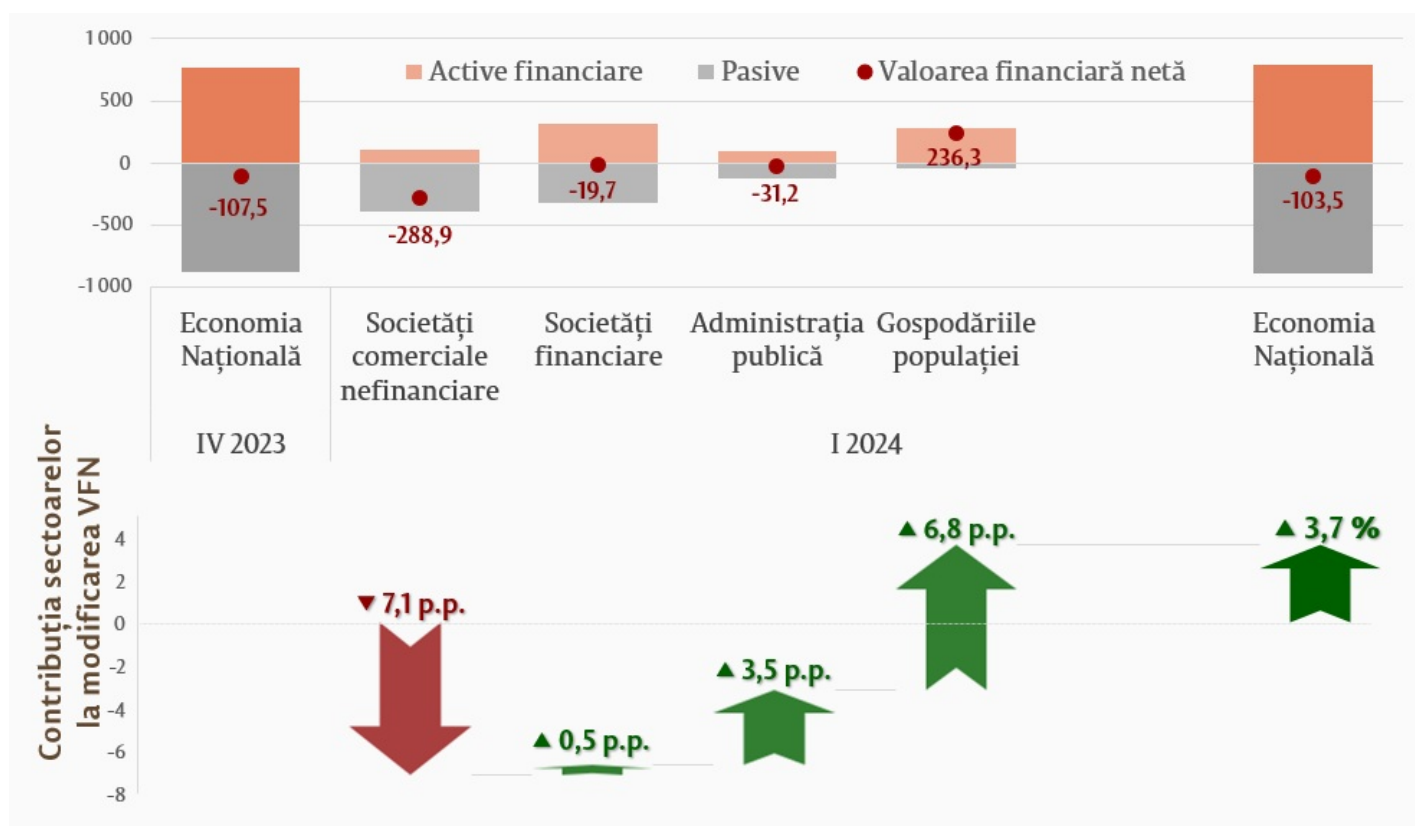 1000
Active financiare Pasive Valoarea financiară netă
500
0
-500
-1000
-107,5
-288,9
-19,7
-31,2
236,3
-103,5
Economia
Națională
Societăți
comerciale
nefinanciare
Societăți
financiare
Administrația
publică
Gospodăriile
populației
Economia
Națională
IV 2023
I 2024
Contribuția sectoarelor
la modificarea VFN
4
2
0
-2
-4
-6
-8
▼ 7,1 p.p.
▲ 0,5 p.p.
▲ 3,5 p.p.
▲ 6,8 p.p.
▲ 3,7 %